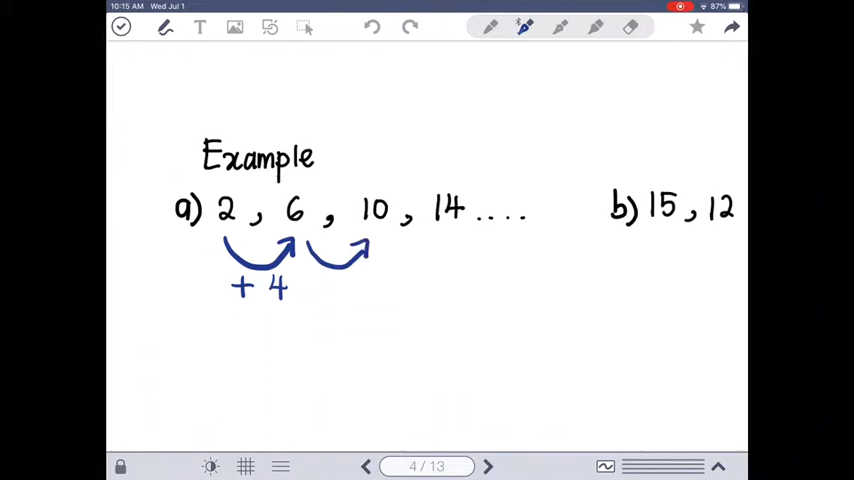 10:15 AM Wed Jul 1
87%
T
Example
a) 2 , 6 , 10 , 14 ....
b) 15 , 12
+ 4
4 / 13